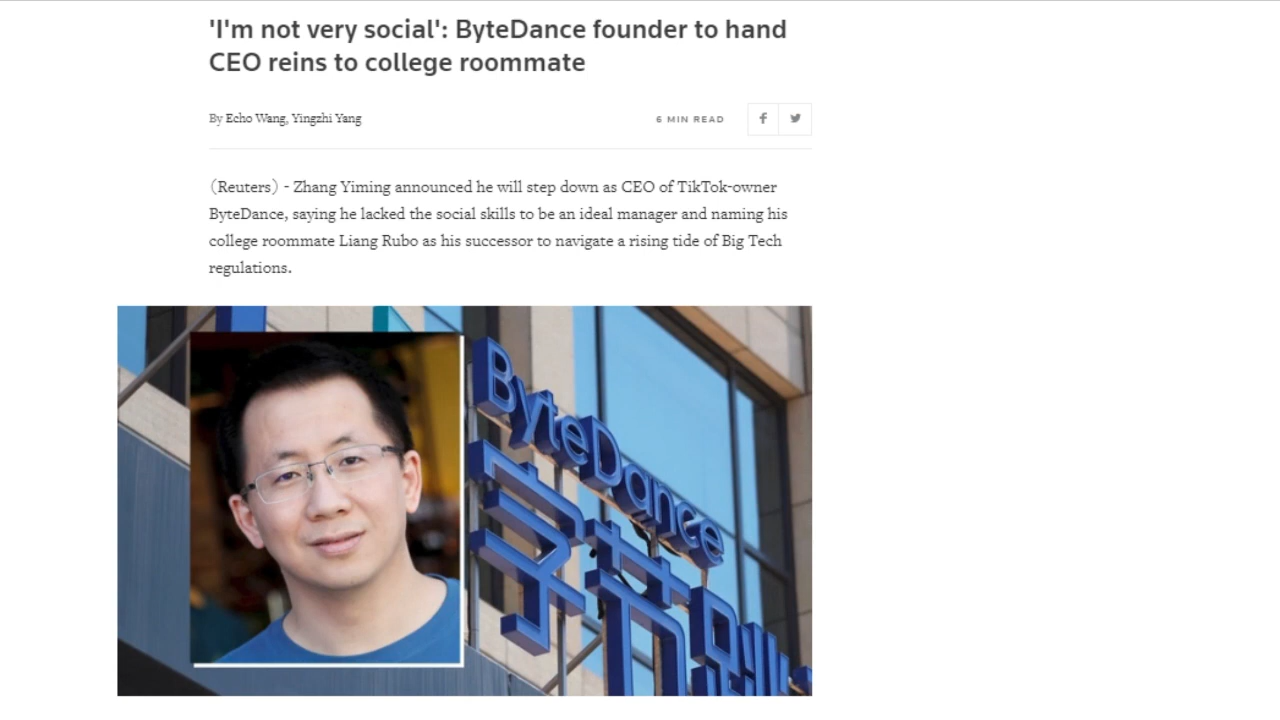 'I'm not very social': ByteDance founder to hand
CEO reins to college roommate
By Echo Wang, Yingzhi Yang
6 MIN READ
(Reuters) - Zhang Yiming announced he will step down as CEO of TikTok-owner
ByteDance, saying he lacked the social skills to be an ideal manager and naming his
college roommate Liang Rubo as his successor to navigate a rising tide of Big Tech
regulations.
ByteDance
字节跳